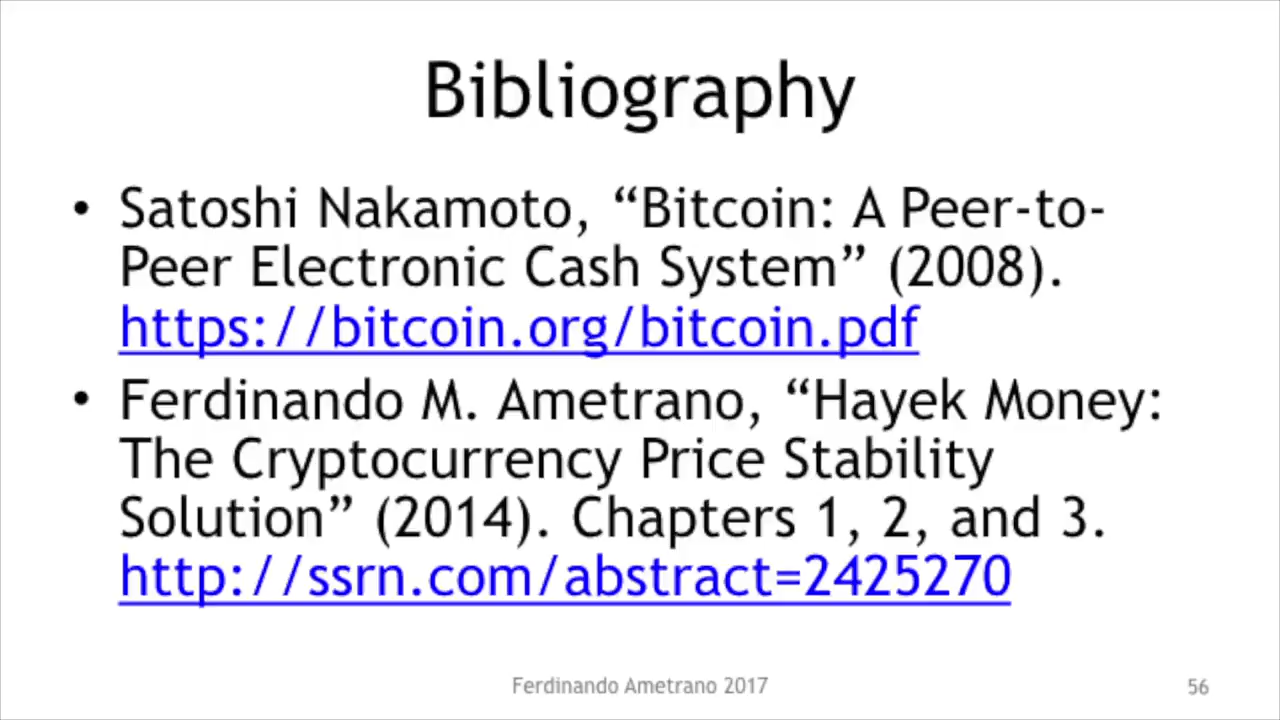 Bibliography
• Satoshi Nakamoto, “Bitcoin: A Peer-to-
Peer Electronic Cash System” (2008).
https://bitcoin.org/bitcoin.pdf
• Ferdinando M. Ametrano, “Hayek Money:
The Cryptocurrency Price Stability
Solution” (2014). Chapters 1, 2, and 3.
http://ssrn.com/abstract=2425270
Ferdinando Ametrano 2017
56